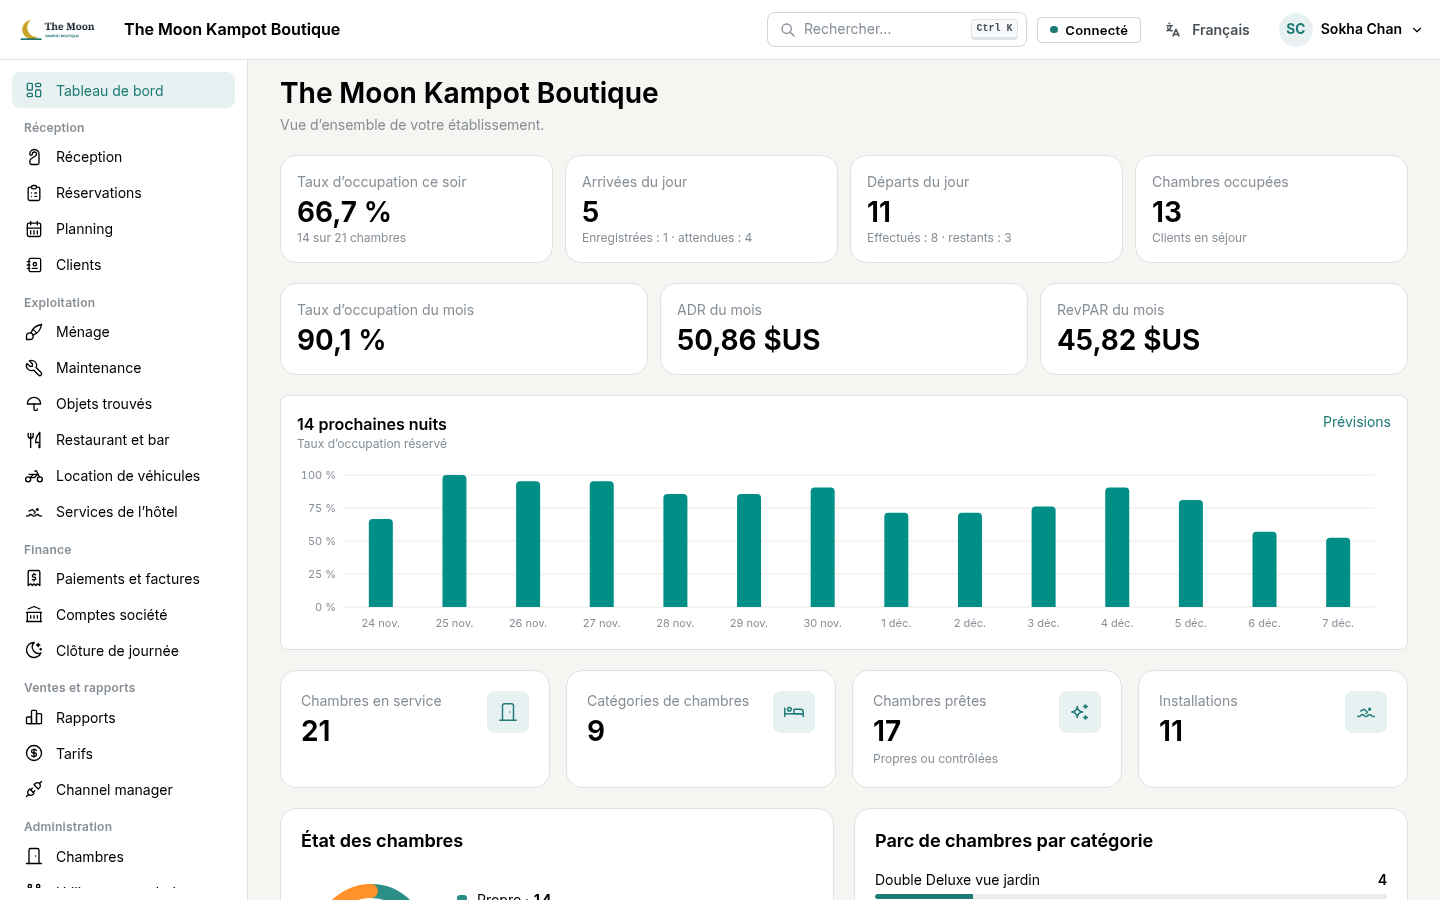 The Moon
KAMPOT BOUTIQUE
The Moon Kampot Boutique
Rechercher...
Ctrl K
Connecté
Français
SC
Sokha Chan
Tableau de bord
Réception
Réception
Réservations
Planning
Clients
Exploitation
Ménage
Maintenance
Objets trouvés
Restaurant et bar
Location de véhicules
Services de l'hôtel
Finance
Paiements et factures
Comptes société
Clôture de journée
Ventes et rapports
Rapports
Tarifs
Channel manager
Administration
Chambres
The Moon Kampot Boutique
Vue d'ensemble de votre établissement.
Taux d'occupation ce soir
66,7 %
14 sur 21 chambres
Arrivées du jour
5
Enregistrées : 1 · attendues : 4
Départs du jour
11
Effectués : 8 · restants : 3
Chambres occupées
13
Clients en séjour
Taux d'occupation du mois
90,1 %
ADR du mois
50,86 $US
RevPAR du mois
45,82 $US
14 prochaines nuits
Taux d'occupation réservé
Prévisions
100 %
75 %
50 %
25 %
0 %
24 nov.
25 nov.
26 nov.
27 nov.
28 nov.
29 nov.
30 nov.
1 déc.
2 déc.
3 déc.
4 déc.
5 déc.
6 déc.
7 déc.
Chambres en service
21
Catégories de chambres
9
Chambres prêtes
17
Propres ou contrôlées
Installations
11
État des chambres
Propre · 14
Parc de chambres par catégorie
Double Deluxe vue jardin
4